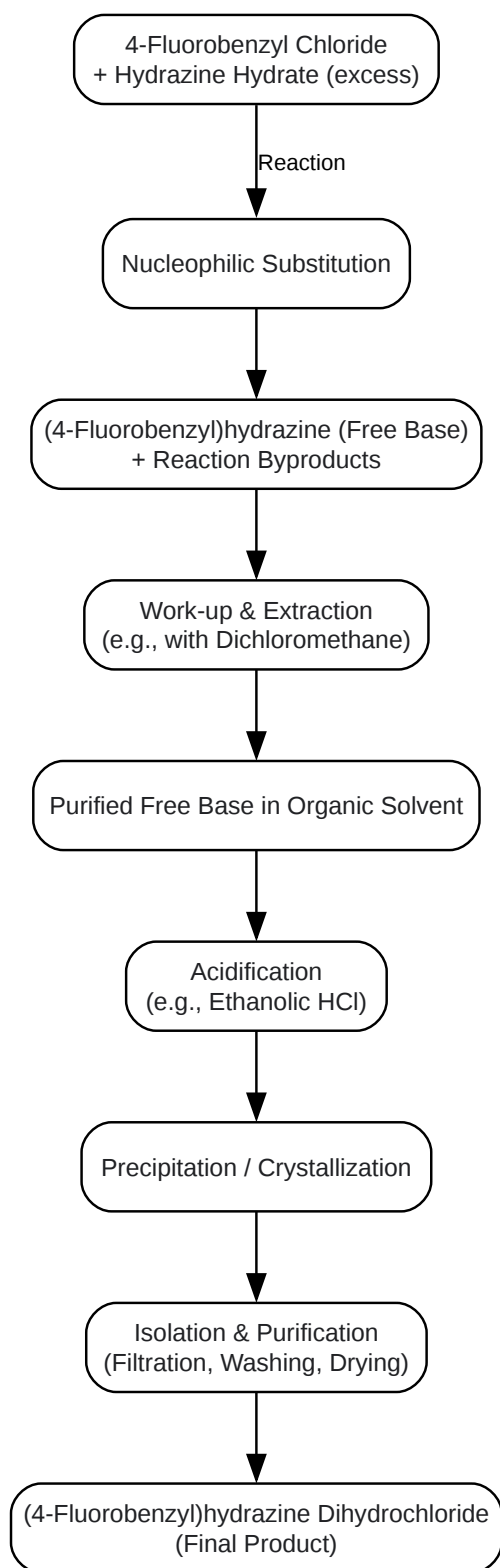 4-Fluorobenzyl Chloride
+ Hydrazine Hydrate (excess)
Reaction
Nucleophilic Substitution
(4-Fluorobenzyl)hydrazine (Free Base)
+ Reaction Byproducts
Work-up & Extraction
(e.g., with Dichloromethane)
Purified Free Base in Organic Solvent
Acidification
(e.g., Ethanolic HCl)
Precipitation / Crystallization
Isolation & Purification
(Filtration, Washing, Drying)
(4-Fluorobenzyl)hydrazine Dihydrochloride
(Final Product)